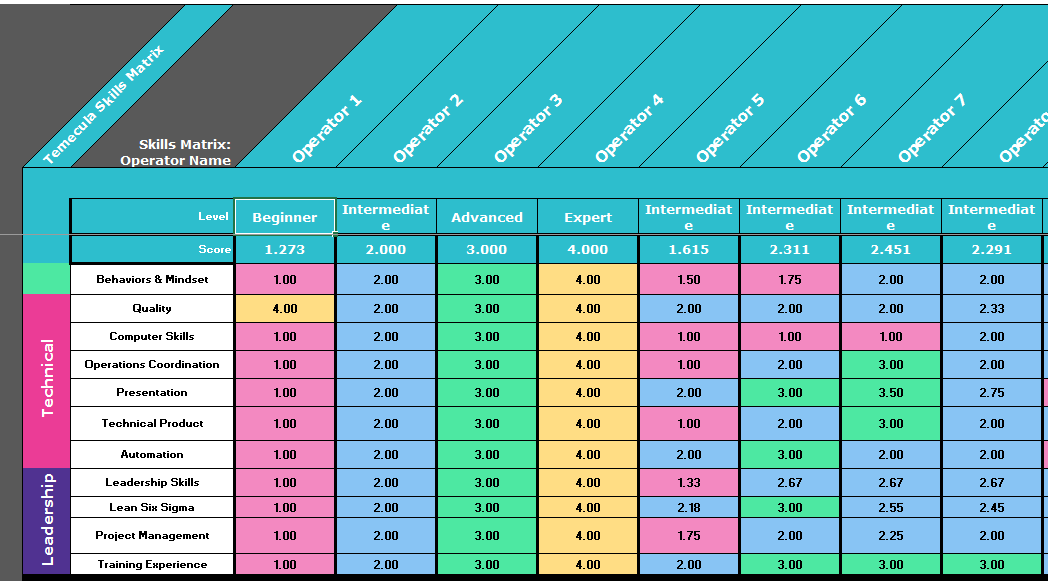 Temecula Skills Matrix
Skills Matrix:
Operator Name
Operator 1
Operator 2
Operator 3
Operator 4
Operator 5
Operator 6
Operator 7
Level Beginner Intermediat
e Advanced Expert Intermediat
e Intermediat
e Intermediat
e Intermediat
e
Score 1.273 2.000 3.000 4.000 1.615 2.311 2.451 2.291
Behaviors & Mindset 1.00 2.00 3.00 4.00 1.50 1.75 2.00 2.00
Technical
Quality 4.00 2.00 3.00 4.00 2.00 2.00 2.00 2.33
Computer Skills 1.00 2.00 3.00 4.00 1.00 1.00 1.00 2.00
Operations Coordination 1.00 2.00 3.00 4.00 1.00 2.00 3.00 2.00
Presentation 1.00 2.00 3.00 4.00 2.00 3.00 3.50 2.75
Technical Product 1.00 2.00 3.00 4.00 1.00 2.00 3.00 2.00
Automation 1.00 2.00 3.00 4.00 2.00 3.00 2.00 2.00
Leadership
Leadership Skills 1.00 2.00 3.00 4.00 1.33 2.67 2.67 2.67
Lean Six Sigma 1.00 2.00 3.00 4.00 2.18 3.00 2.55 2.45
Project Management 1.00 2.00 3.00 4.00 1.75 2.00 2.25 2.00
Training Experience 1.00 2.00 3.00 4.00 2.00 3.00 3.00 3.00